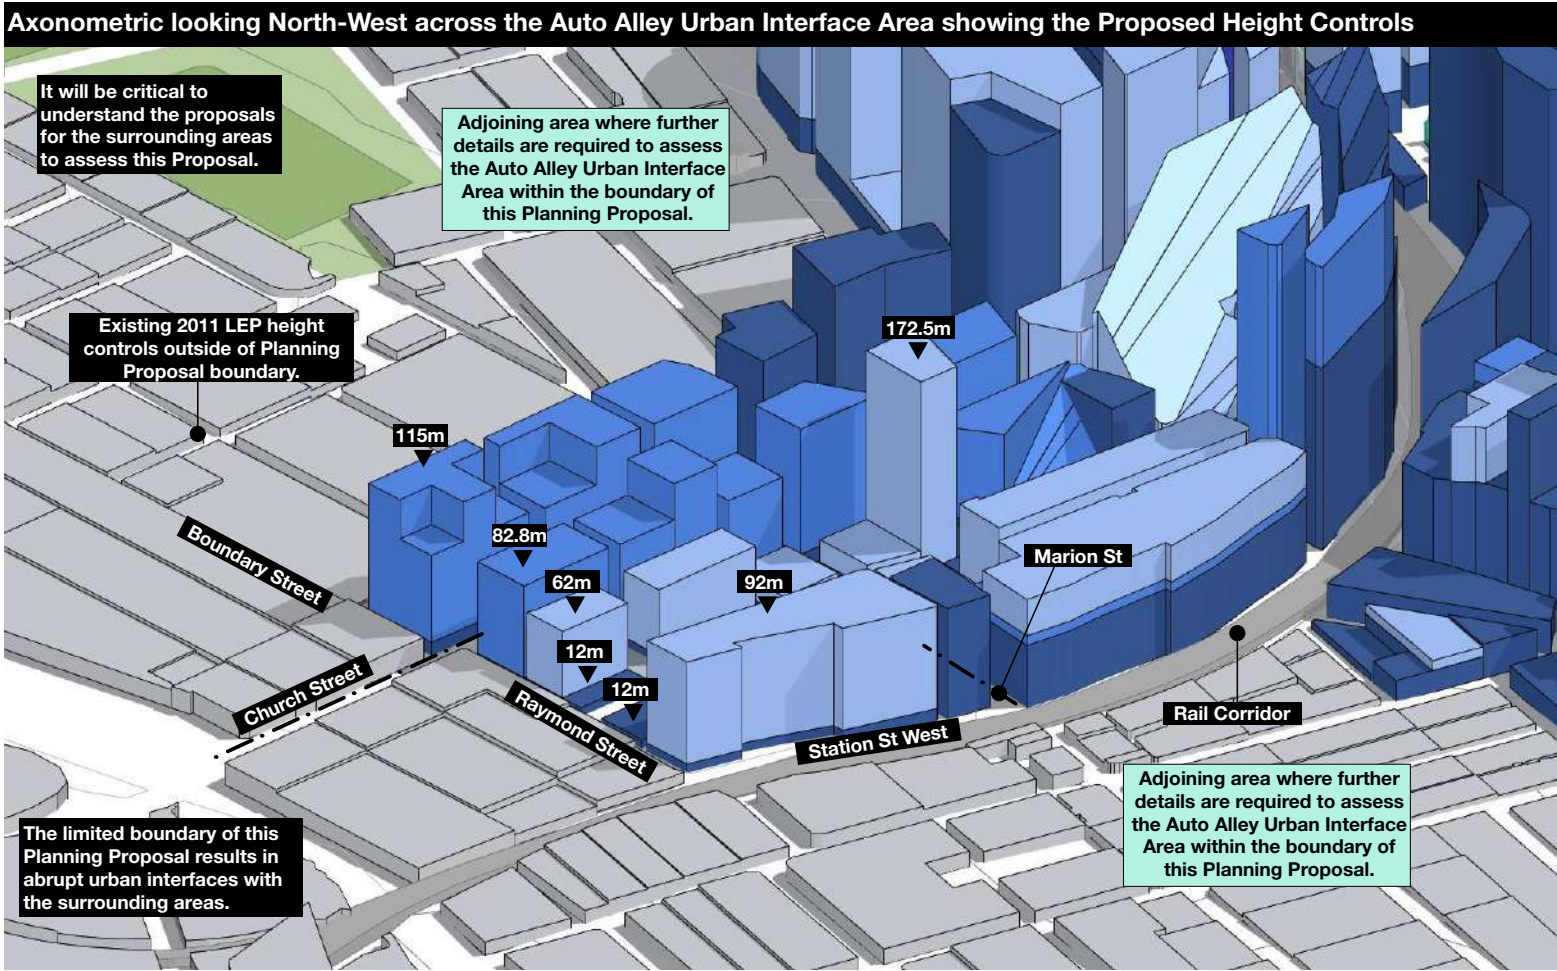 Axonometric looking North-West across the Auto Alley Urban Interface Area showing the Proposed Height Controls
It will be critical to
understand the proposals
for the surrounding areas
to assess this Proposal.
Adjoining area where further
details are required to assess
the Auto Alley Urban Interface
Area within the boundary of
this Planning Proposal.
Existing 2011 LEP height
controls outside of Planning
Proposal boundary.
172.5m
115m
82.8m
62m
92m
12m
12m
Boundary Street
Church Street
Raymond Street
Station St West
Marion St
Rail Corridor
The limited boundary of this
Planning Proposal results in
abrupt urban interfaces with
the surrounding areas.
Adjoining area where further
details are required to assess
the Auto Alley Urban Interface
Area within the boundary of
this Planning Proposal.